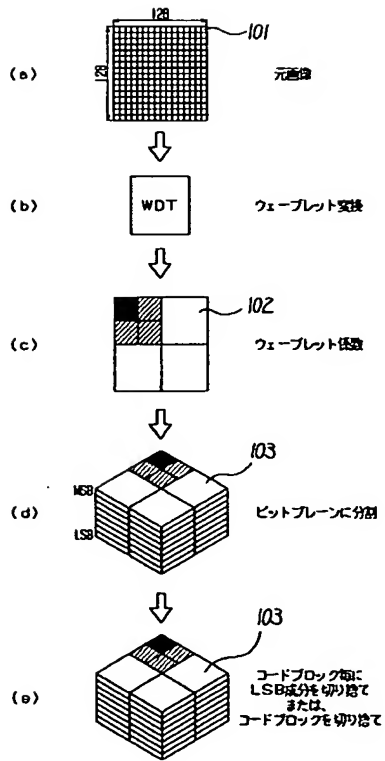 128
101
(a)
128
元画像
(b)
WDT
ウェーブレット変換
(c)
102
ウェーブレット係数
103
(d)
MSB
LSB
ビットプレーンに分割
103
(e)
コードブロック毎に
LSB成分を切り捨て
または、
コードブロックを切り捨て